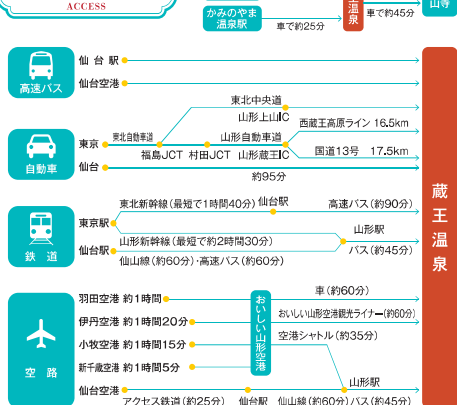 ACCESS
かみのやま
温泉駅
車で約25分
温泉
車で約45分
山寺
高速バス
仙台駅
仙台空港
自動車
東京
東北自動車道
東北中央道
山形上山IC
福島JCT
村田JCT
山形自動車道
山形蔵王IC
西蔵王高原ライン 16.5km
国道13号 17.5km
仙台
約95分
鉄道
東京駅
東北新幹線（最短で1時間40分）
仙台駅
高速バス（約90分）
山形新幹線（最短で約2時間30分）
山形駅
バス（約45分）
仙台駅
仙山線（約60分）・高速バス（約60分）
空路
羽田空港 約1時間
伊丹空港 約1時間20分
小牧空港 約1時間15分
新千歳空港 約1時間5分
おいしい山形空港
車（約60分）
おいしい山形空港観光ライナー（約60分）
空港シャトル（約35分）
山形駅
仙台空港
アクセス鉄道（約25分）
仙台駅
仙山線（約60分）
バス（約45分）
蔵王温泉